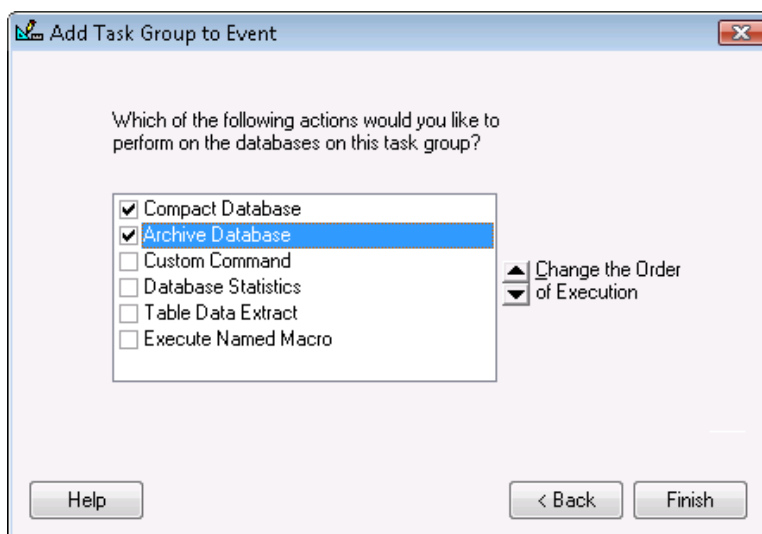 Add Task Group to Event
Which of the following actions would you like to
perform on the databases on this task group?
Compact Database
Archive Database
Custom Command
Database Statistics
Table Data Extract
Execute Named Macro
Change the Order
of Execution
Help
< Back
Finish